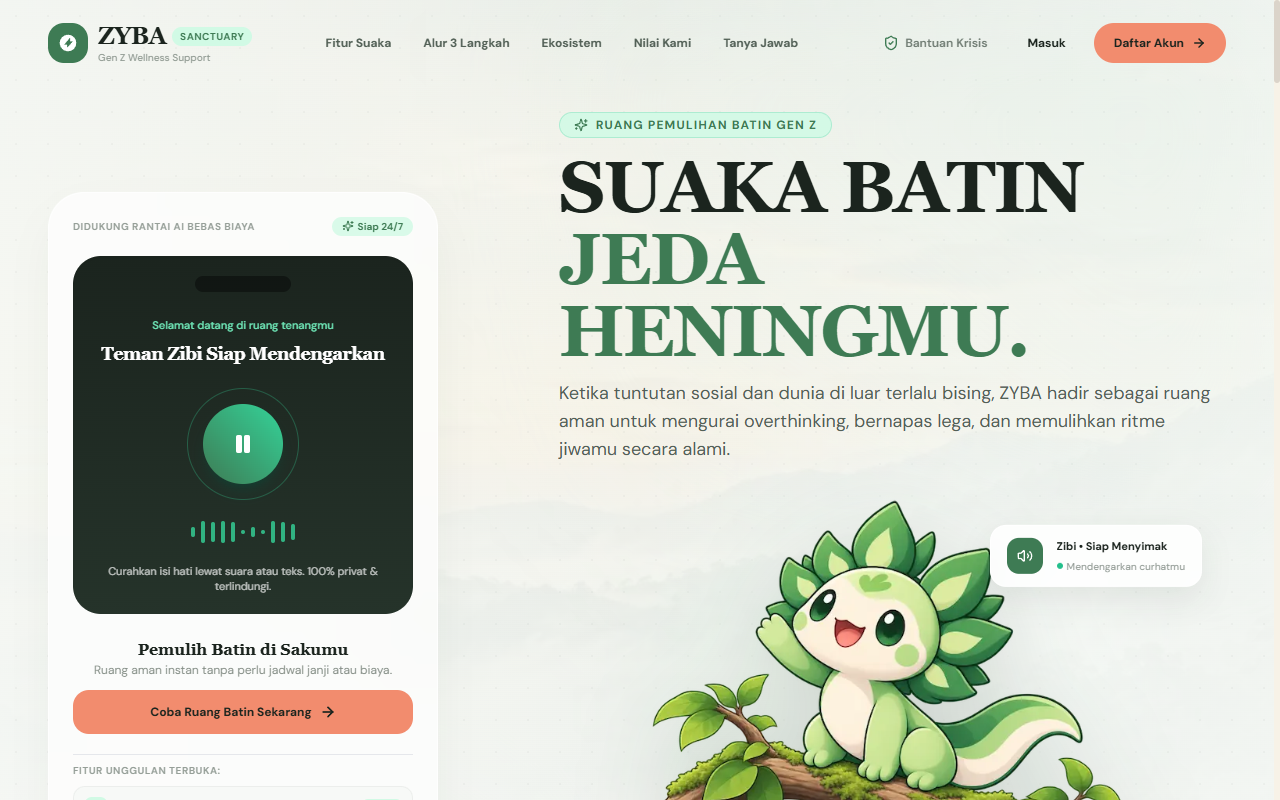 ZYBA SANCTUARY
Gen Z Wellness Support
Fitur Suaka
Alur 3 Langkah
Ekosistem
Nilai Kami
Tanya Jawab
Bantuan Krisis
Masuk
Daftar Akun
RUANG PEMULIHAN BATIN GEN Z
SUAKA BATIN
JEDA
HENINGMU.
Ketika tuntutan sosial dan dunia di luar terlalu bising, ZYBA hadir sebagai ruang
aman untuk mengurai overthinking, bernapas lega, dan memulihkan ritme
jiwamu secara alami.
DIDUKUNG RANTAI AI BEBAS BIAYA
Siap 24/7
Selamat datang di ruang tenangmu
Teman Zibi Siap Mendengarkan
Curahkan isi hati lewat suara atau teks. 100% privat &
terlindungi.
Pemulih Batin di Sakumu
Ruang aman instan tanpa perlu jadwal janji atau biaya.
Coba Ruang Batin Sekarang
FITUR UNGGULAN TERBUKA:
Zibi • Siap Menyimak
Mendengarkan curhatmu